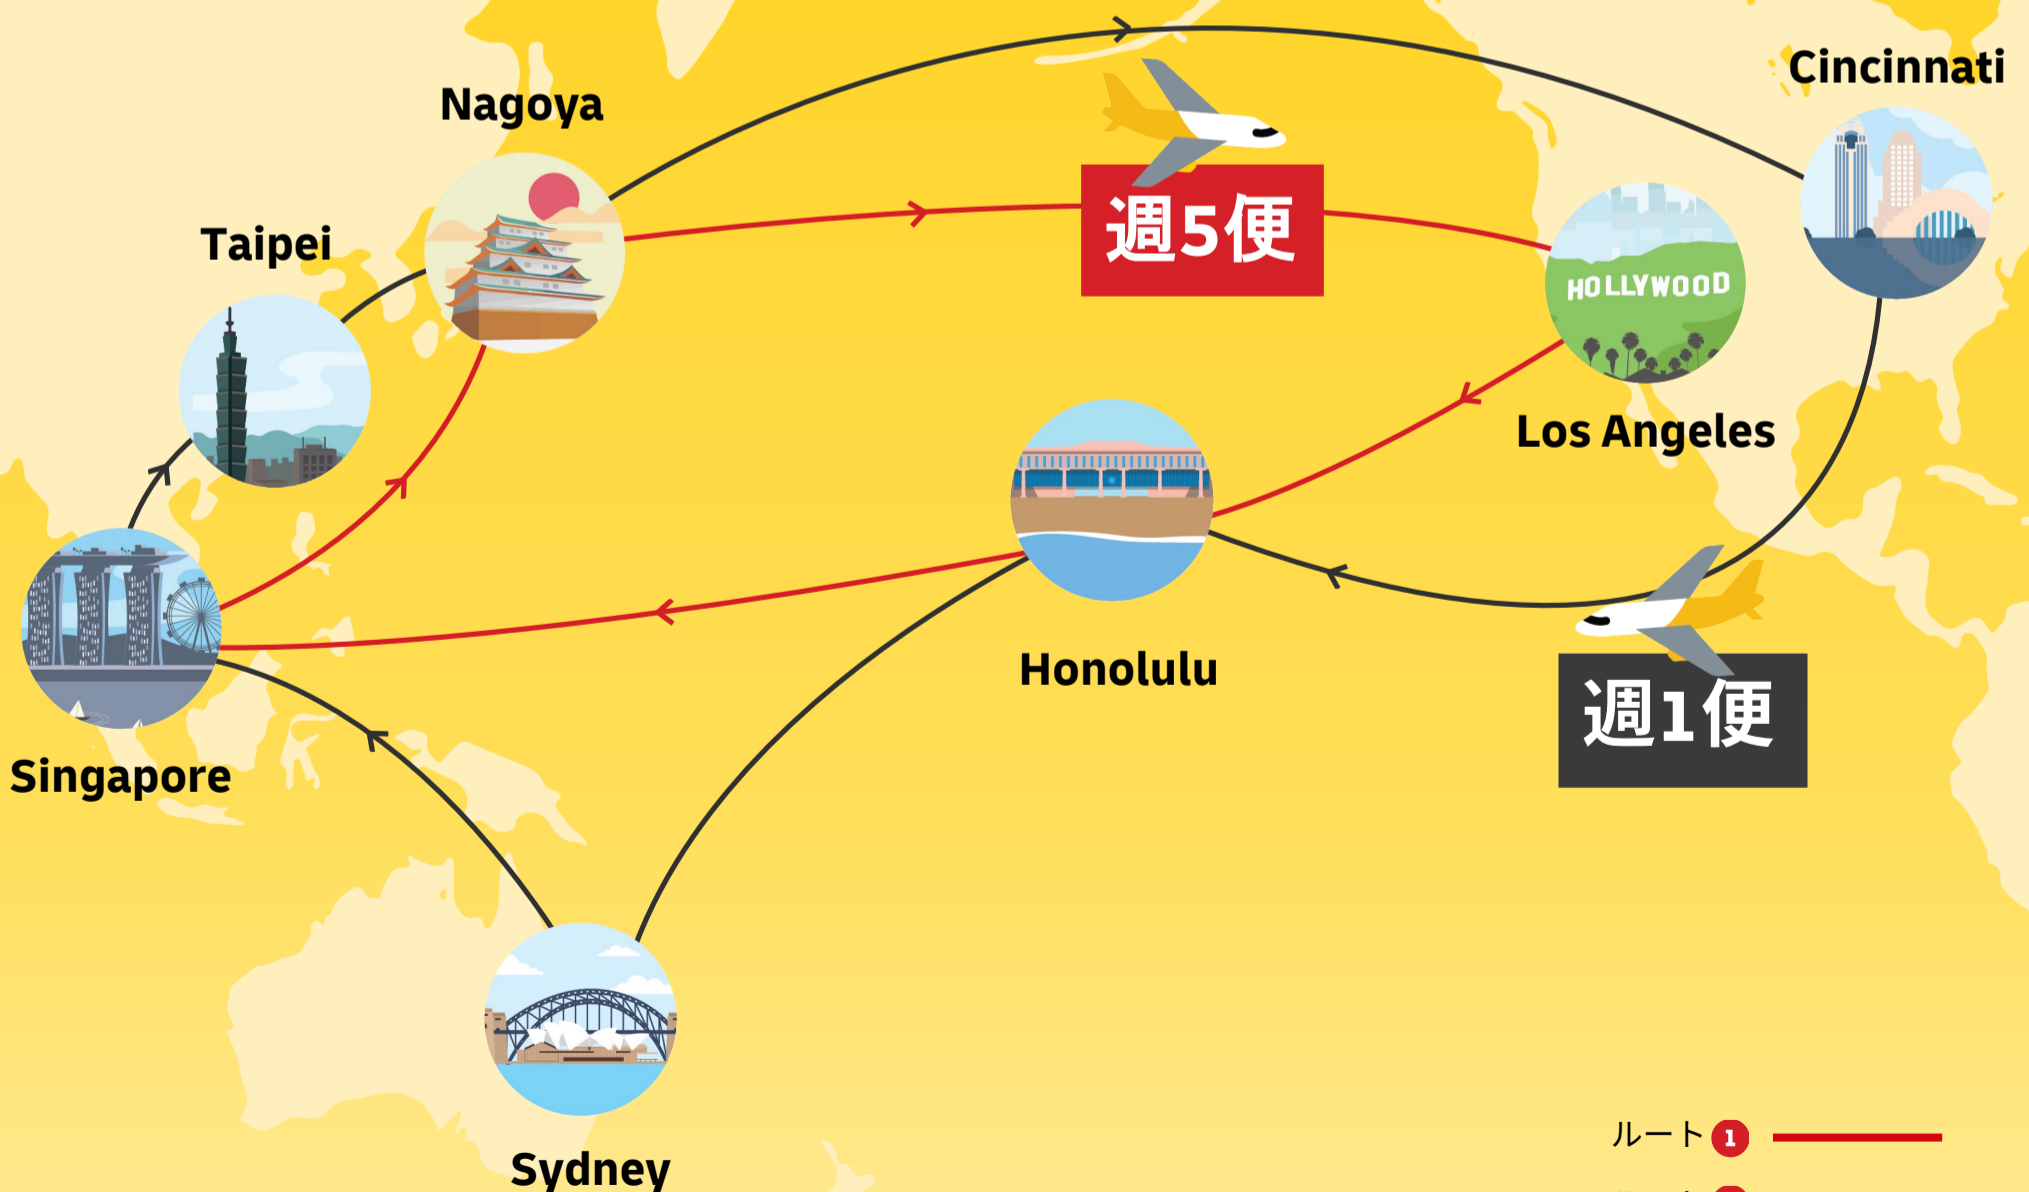 Cincinnati
Nagoya
週5便
Taipei
HOLLYWOOD
Los Angeles
Honolulu
週1便
Singapore
ルート 1
Sydney